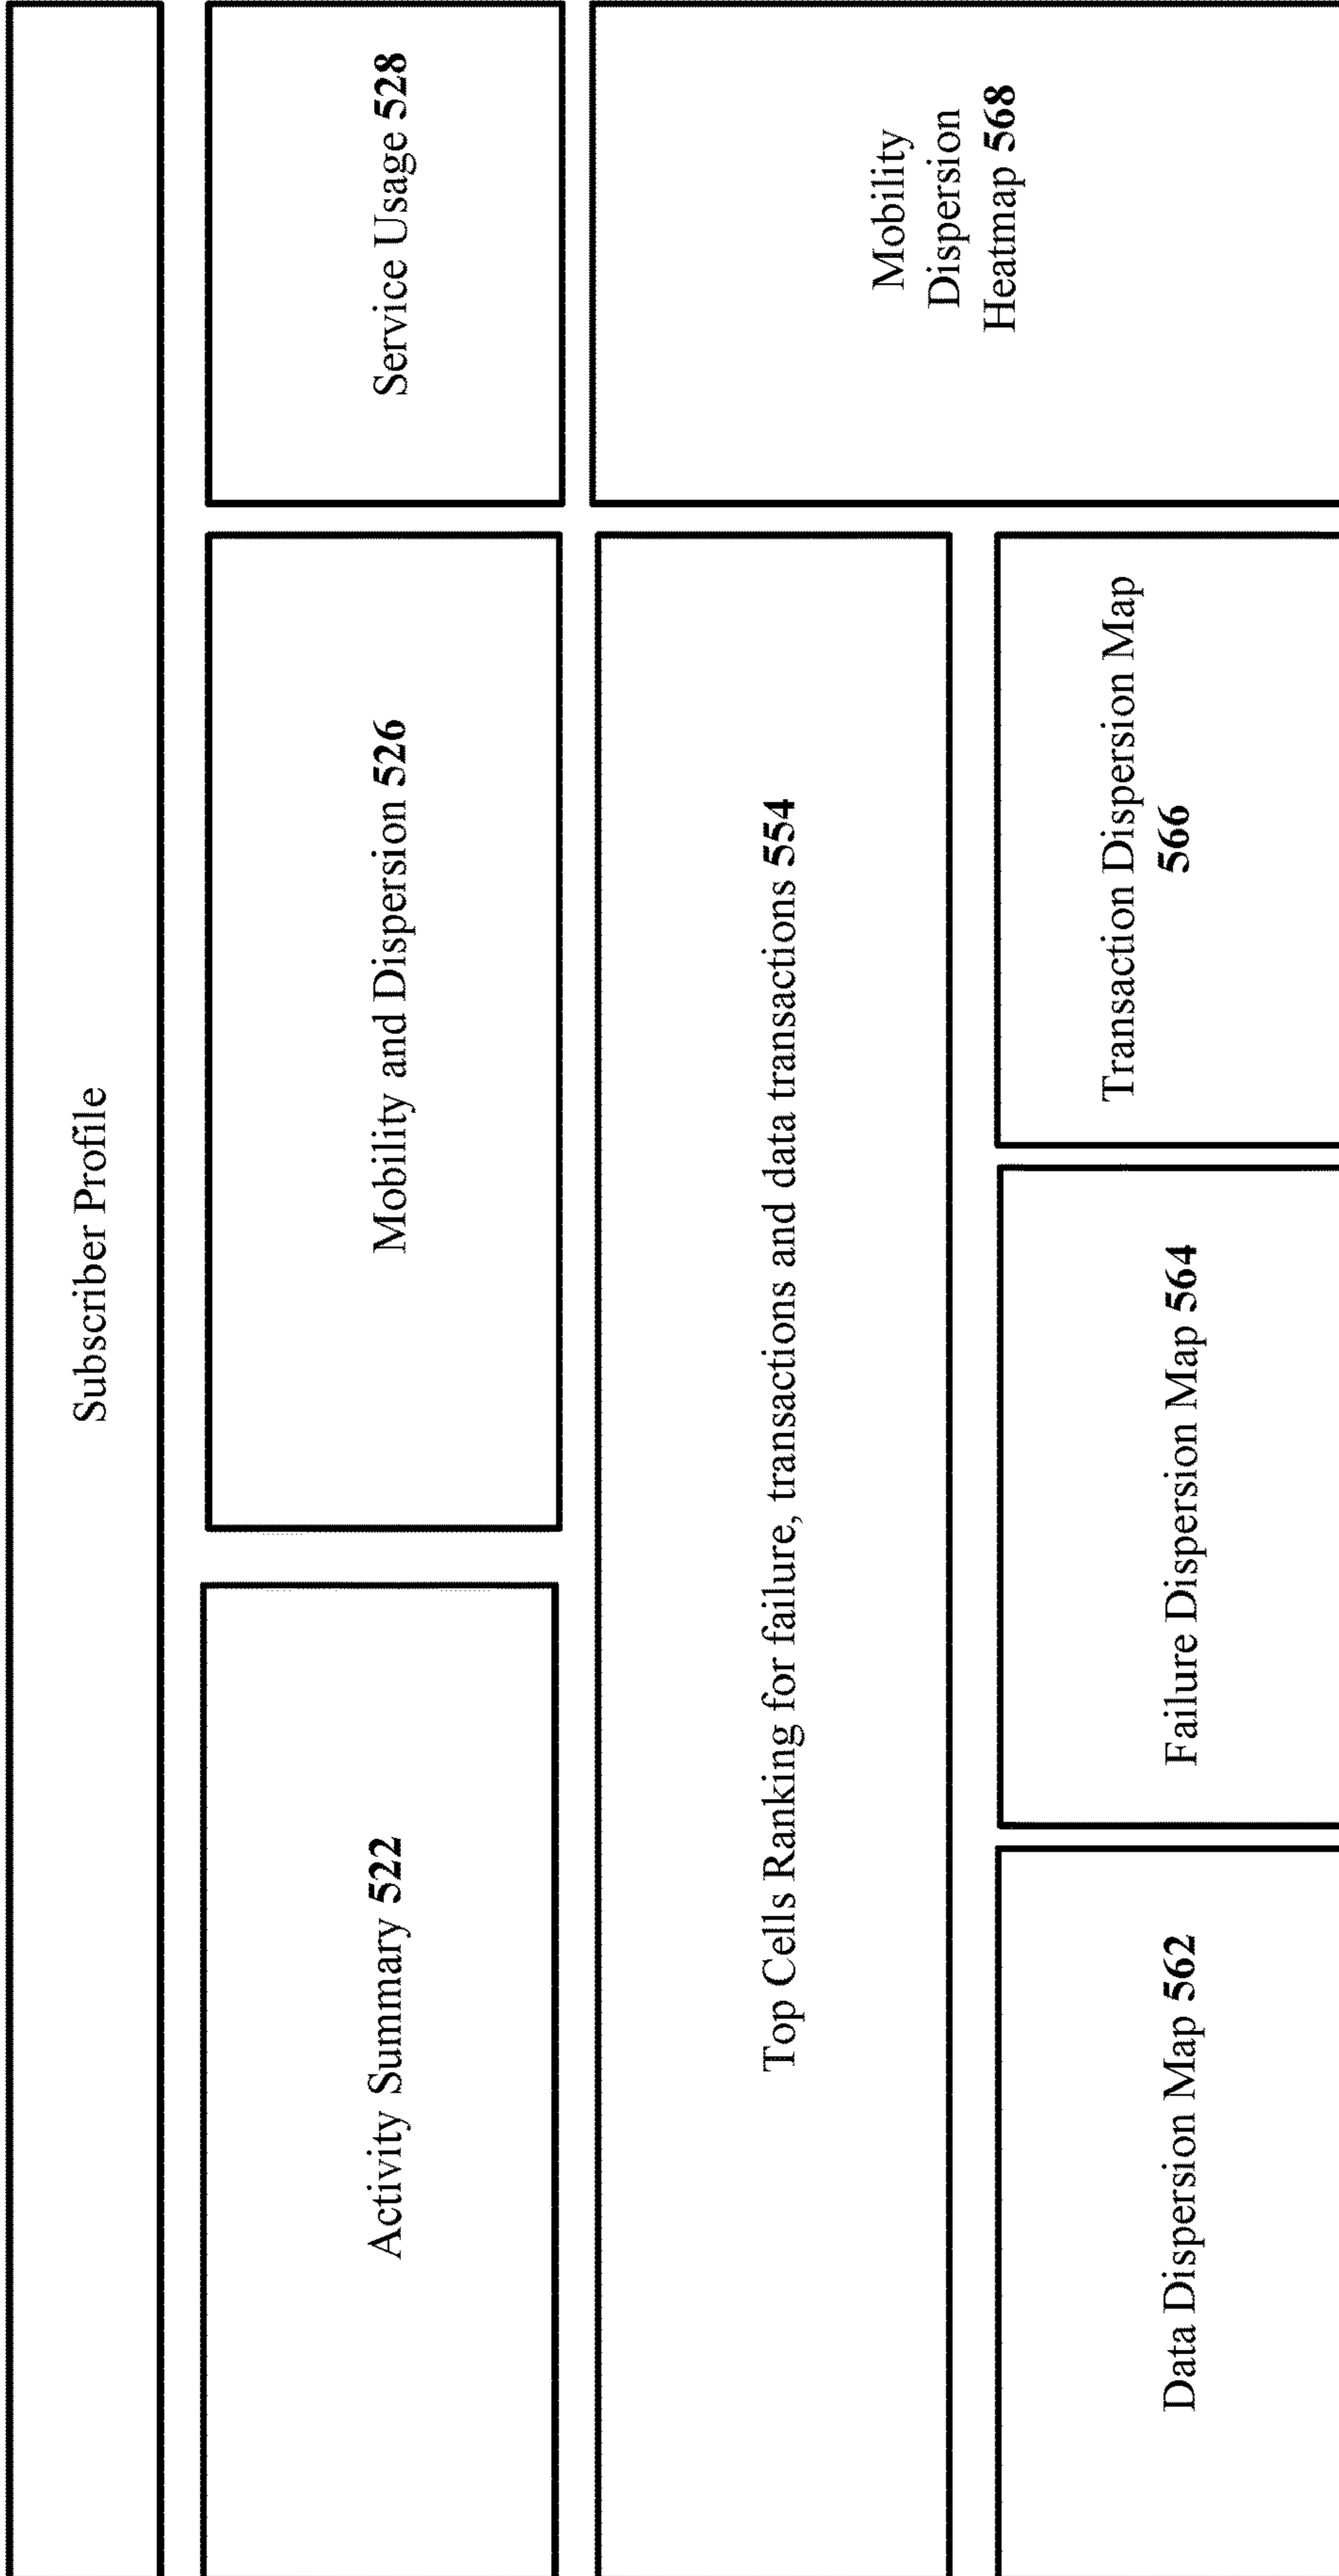 Subscriber Profile
Activity Summary 522
Mobility and Dispersion 526
Service Usage 528
Top Cells Ranking for failure, transactions and data transactions 554
Mobility
Dispersion
Heatmap 568
Data Dispersion Map 562
Failure Dispersion Map 564
Transaction Dispersion Map
566